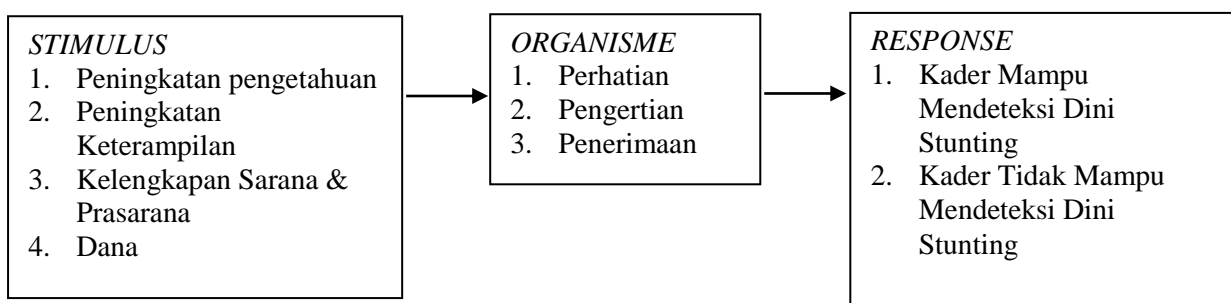 STIMULUS
1. Peningkatan pengetahuan
2. Peningkatan
Keterampilan
3. Kelengkapan Sarana &
Prasarana
4. Dana
ORGANISME
1. Perhatian
2. Pengertian
3. Penerimaan
RESPONSE
1. Kader Mampu
Mendeteksi Dini
Stunting
2. Kader Tidak Mampu
Mendeteksi Dini
Stunting